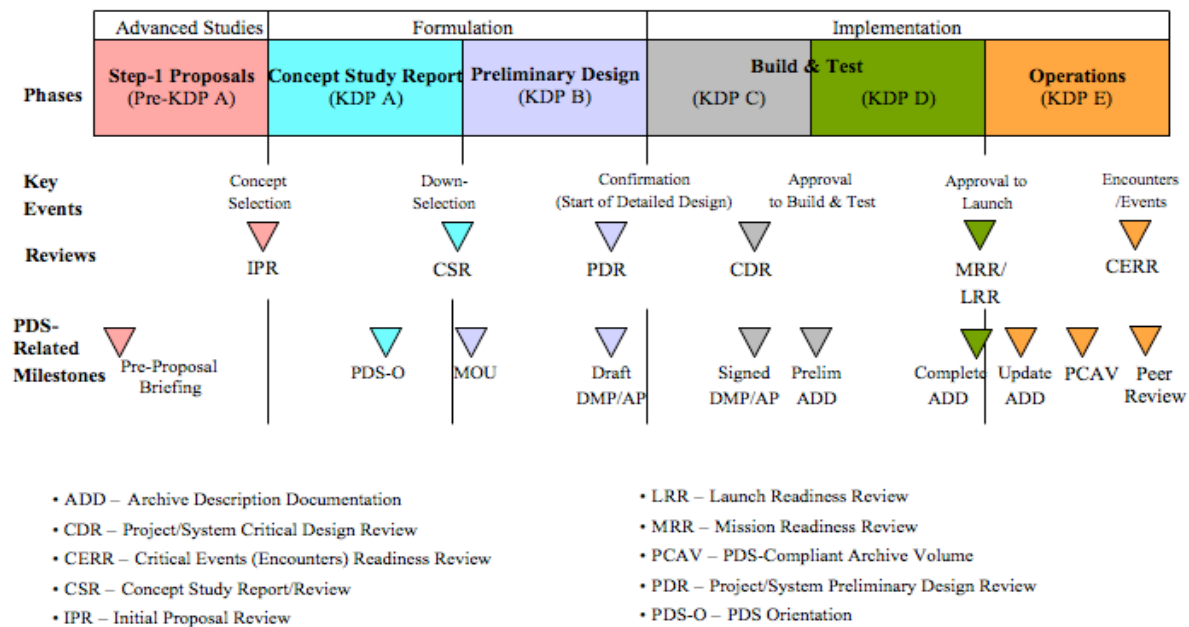 Advanced Studies
Formulation
Implementation
Phases
Step-1 Proposals
(Pre-KDP A)
Concept Study Report
(KDP A)
Preliminary Design
(KDP B)
Build & Test
(KDP C)
(KDP D)
Operations
(KDP E)
Key
Events
Concept
Selection
Down-
Selection
Confirmation
(Start of Detailed Design)
Approval
to Build & Test
Approval to
Launch
Encounters
/Events
Reviews
IPR
CSR
PDR
CDR
MRR/
LRR
CERR
PDS-
Related
Milestones
Pre-Proposal
Briefing
PDS-O
MOU
Draft
DMP/AP
Signed
DMP/AP
Prelim
ADD
Complete
ADD
Update
ADD
PCAV
Peer
Review
• ADD – Archive Description Documentation
• CDR – Project/System Critical Design Review
• CERR – Critical Events (Encounters) Readiness Review
• CSR – Concept Study Report/Review
• IPR – Initial Proposal Review
• LRR – Launch Readiness Review
• MRR – Mission Readiness Review
• PCAV – PDS-Compliant Archive Volume
• PDR – Project/System Preliminary Design Review
• PDS-O – PDS Orientation